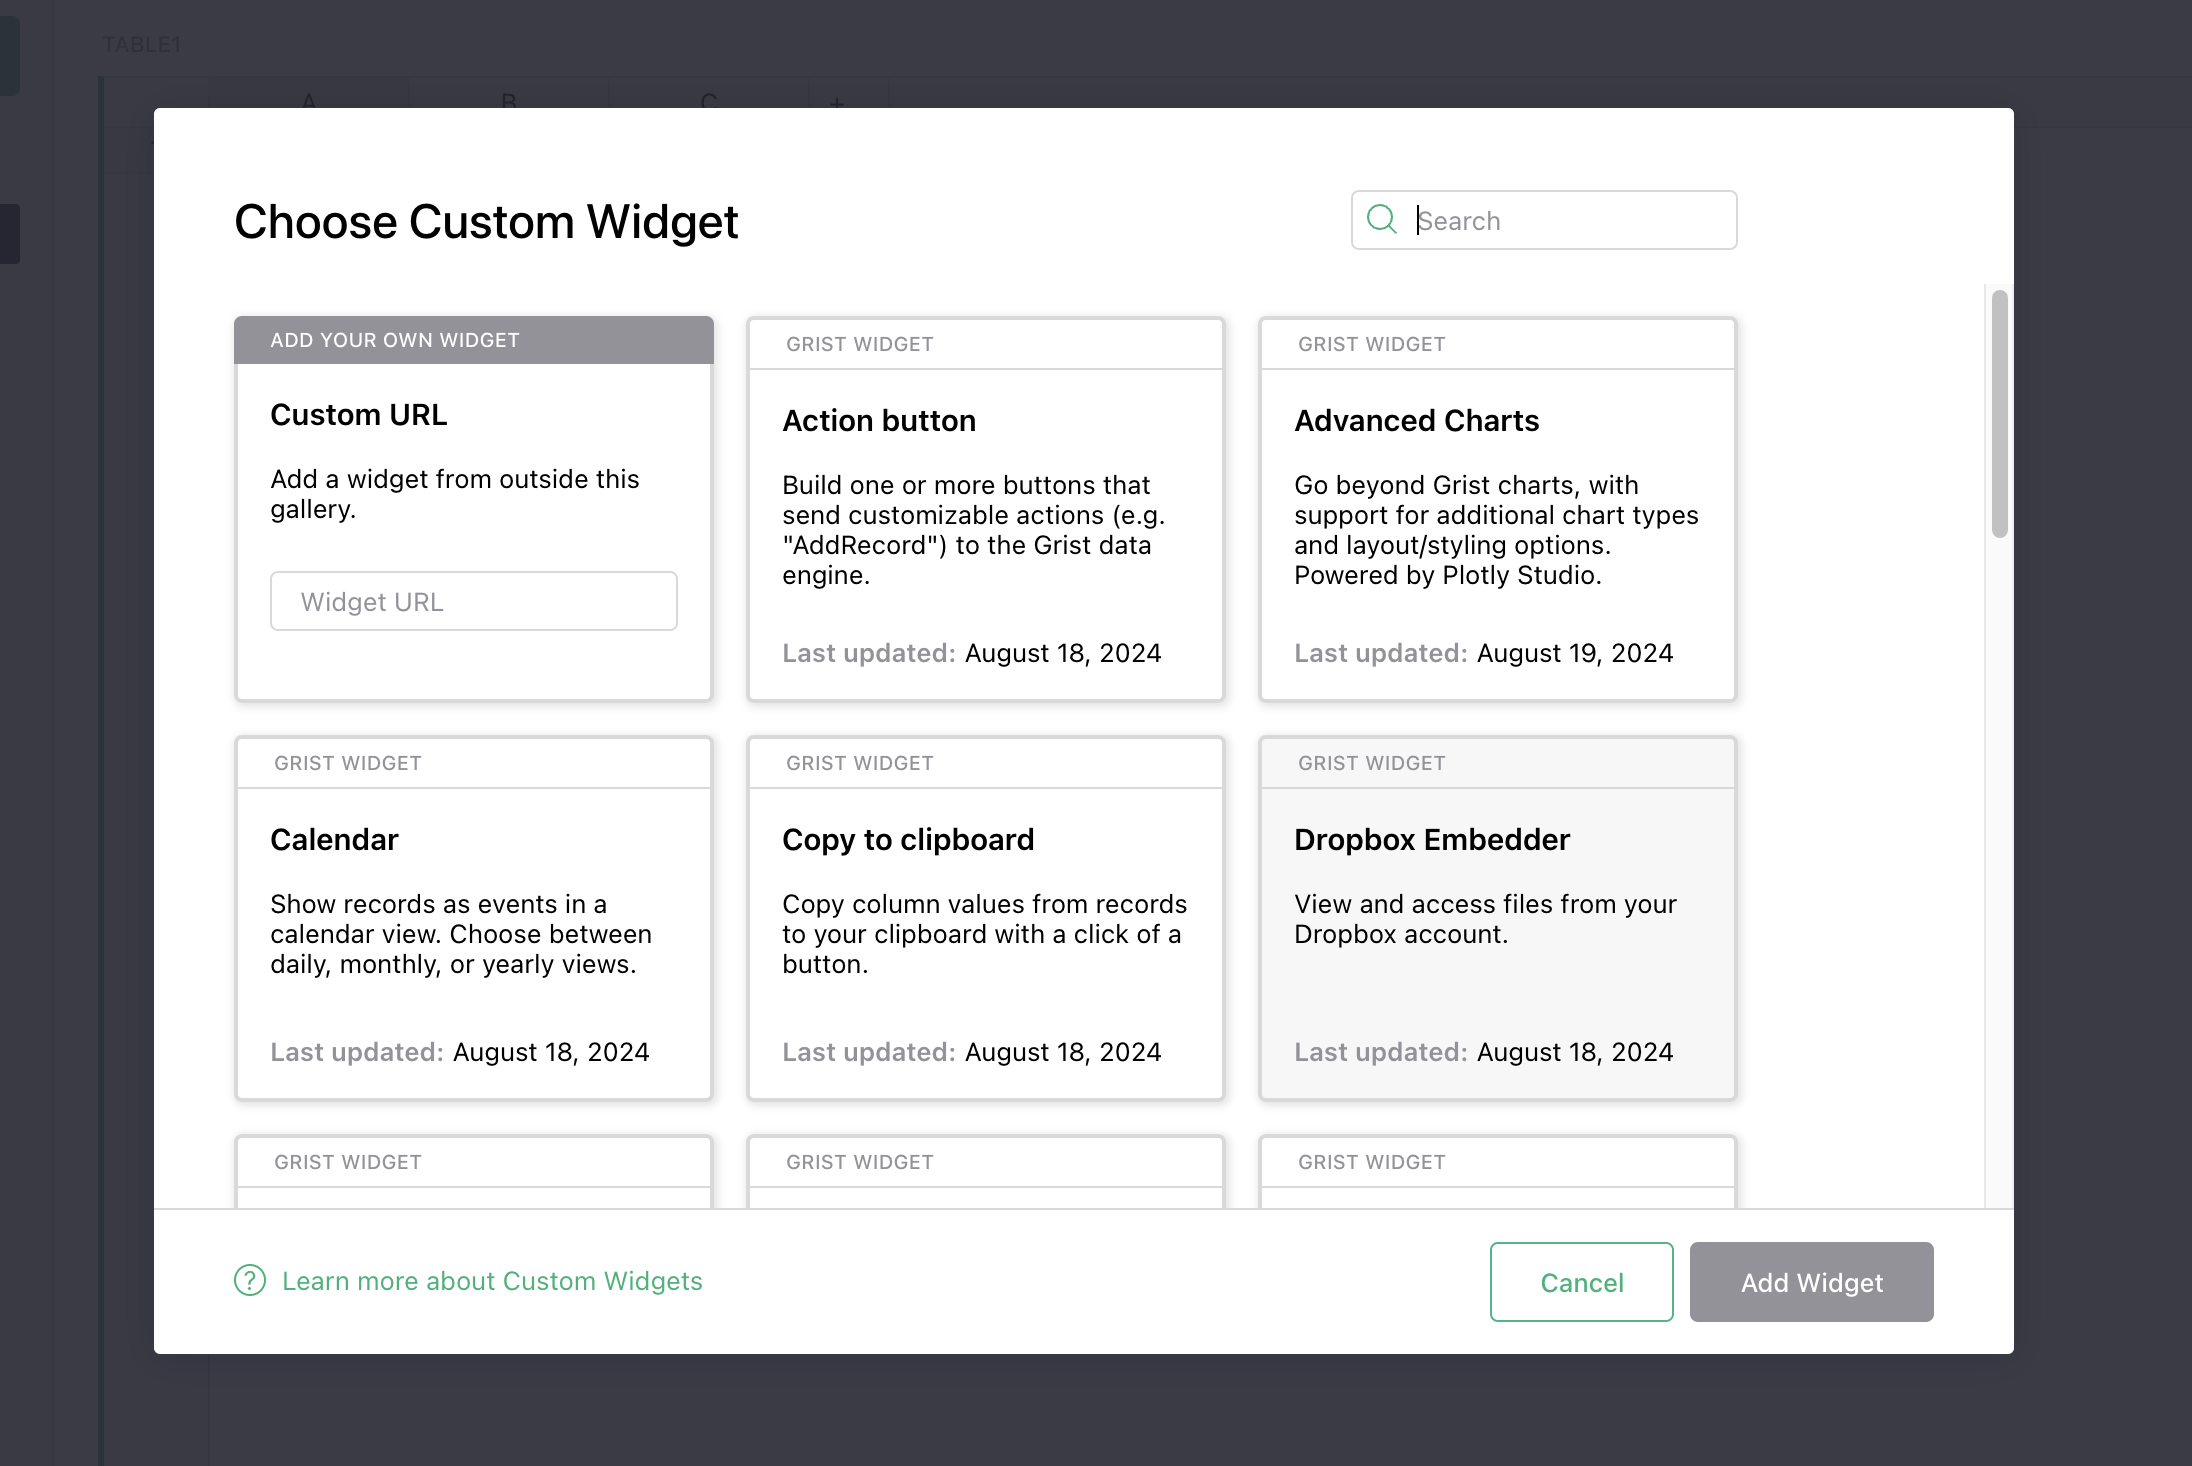 TABLE1
A
B
C
+
Choose Custom Widget
Search
ADD YOUR OWN WIDGET
Custom URL
Add a widget from outside this
gallery.
Widget URL
GRIST WIDGET
Action button
Build one or more buttons that
send customizable actions (e.g.
"AddRecord") to the Grist data
engine.
Last updated: August 18, 2024
GRIST WIDGET
Advanced Charts
Go beyond Grist charts, with
support for additional chart types
and layout/styling options.
Powered by Plotly Studio.
Last updated: August 19, 2024
GRIST WIDGET
Calendar
Show records as events in a
calendar view. Choose between
daily, monthly, or yearly views.
Last updated: August 18, 2024
GRIST WIDGET
Copy to clipboard
Copy column values from records
to your clipboard with a click of a
button.
Last updated: August 18, 2024
GRIST WIDGET
Dropbox Embedder
View and access files from your
Dropbox account.
Last updated: August 18, 2024
GRIST WIDGET
GRIST WIDGET
GRIST WIDGET
? Learn more about Custom Widgets
Cancel
Add Widget